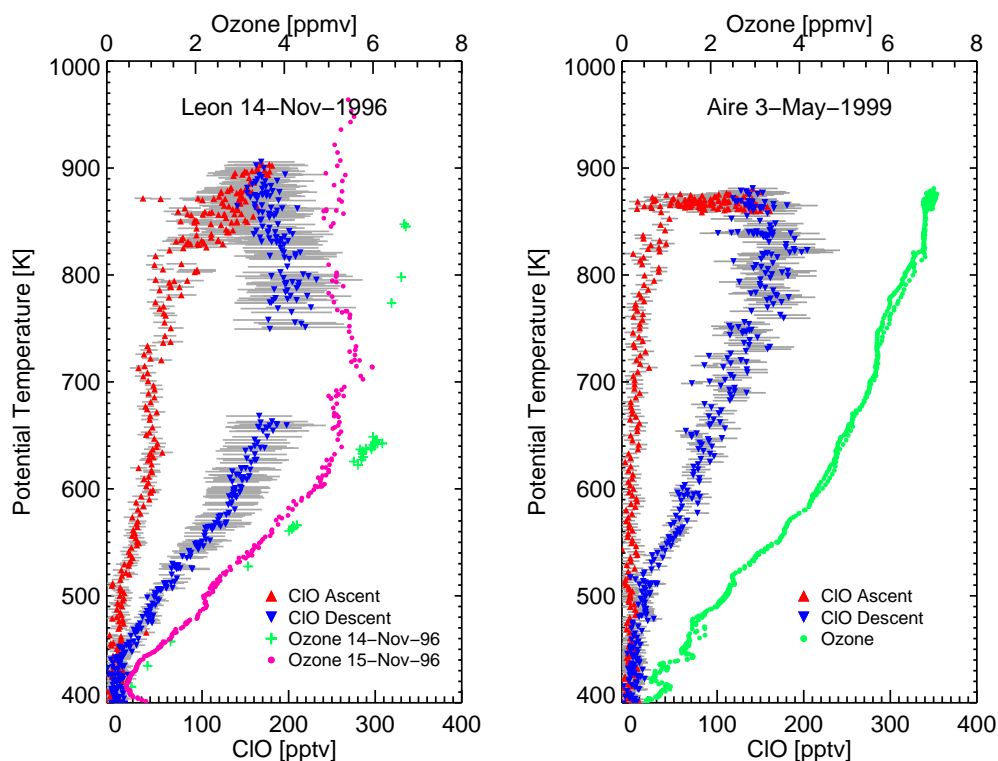 Ozone [ppmv]
0 2 4 6 8
1000
900
800
700
600
500
400
Potential Temperature [K]
Leon 14−Nov−1996
ClO Ascent
ClO Descent
Ozone 14−Nov−96
Ozone 15−Nov−96
0 100 200 300 400
ClO [pptv]
Ozone [ppmv]
0 2 4 6 8
1000
900
800
700
600
500
400
Potential Temperature [K]
Aire 3−May−1999
ClO Ascent
ClO Descent
Ozone
0 100 200 300 400
ClO [pptv]